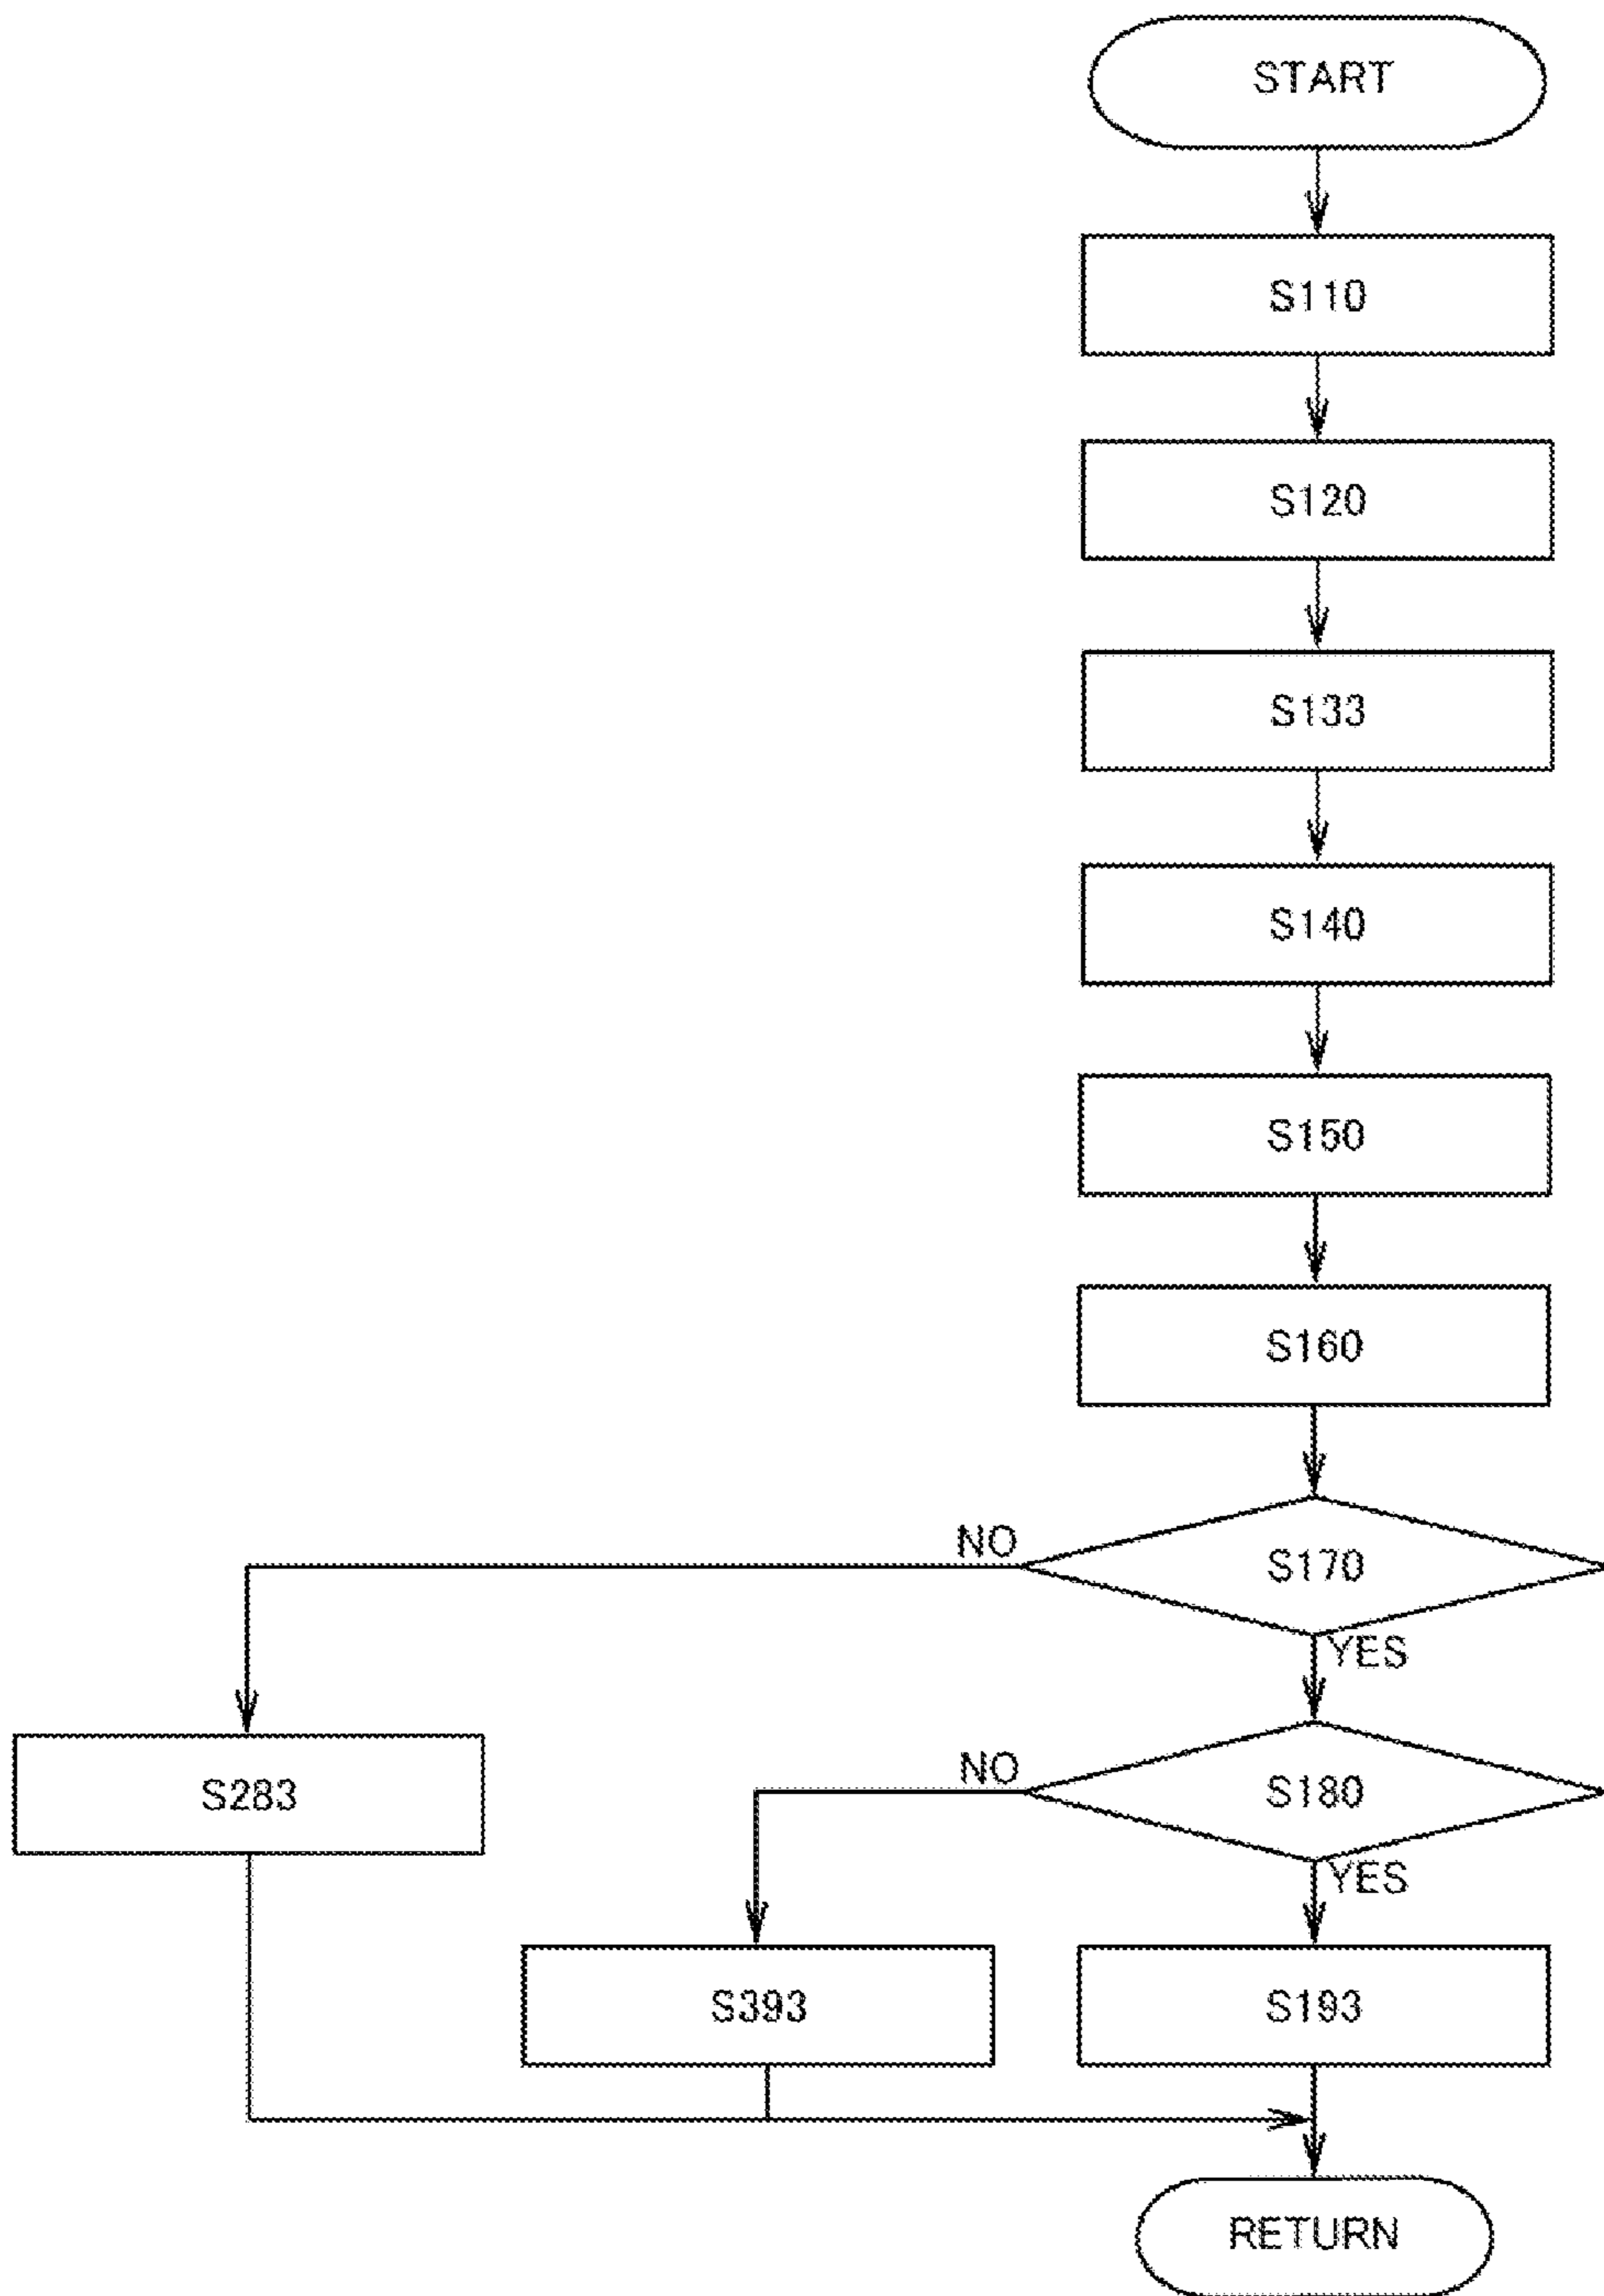 START
S110
S120
S133
S140
S150
S160
NO
S170
YES
S283
NO
S180
YES
S393
S193
RETURN